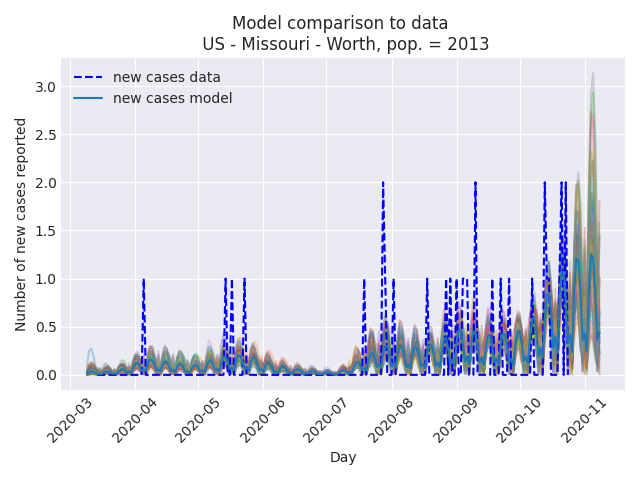 Model comparison to data
US - Missouri - Worth, pop. = 2013
new cases data
new cases model
Number of new cases reported
3.0
2.5
2.0
1.5
1.0
0.5
0.0
2020-03
2020-04
2020-05
2020-06
2020-07
2020-08
2020-09
2020-10
2020-11
Day